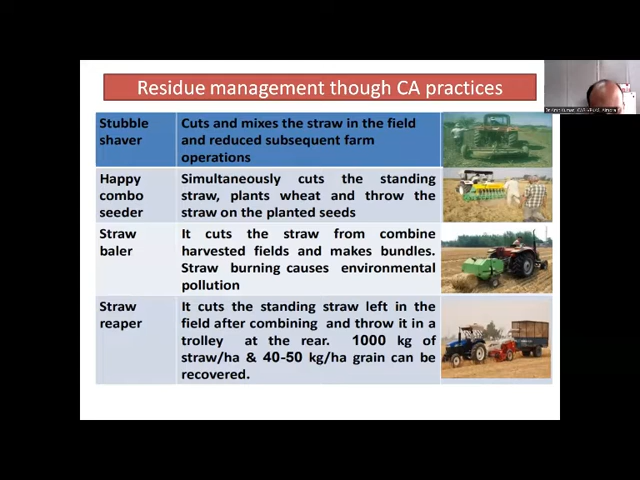 Residue management though CA practices
Stubble
shaver
Cuts and mixes the straw in the field
and reduced subsequent farm
operations
Happy
combo
seeder
Simultaneously cuts the standing
straw, plants wheat and throw the
straw on the planted seeds
Straw
baler
It cuts the straw from combine
harvested fields and makes bundles.
Straw burning causes environmental
pollution
Straw
reaper
It cuts the standing straw left in the
field after combining and throw it in a
trolley at the rear. 1000 kg of
straw/ha & 40-50 kg/ha grain can be
recovered.